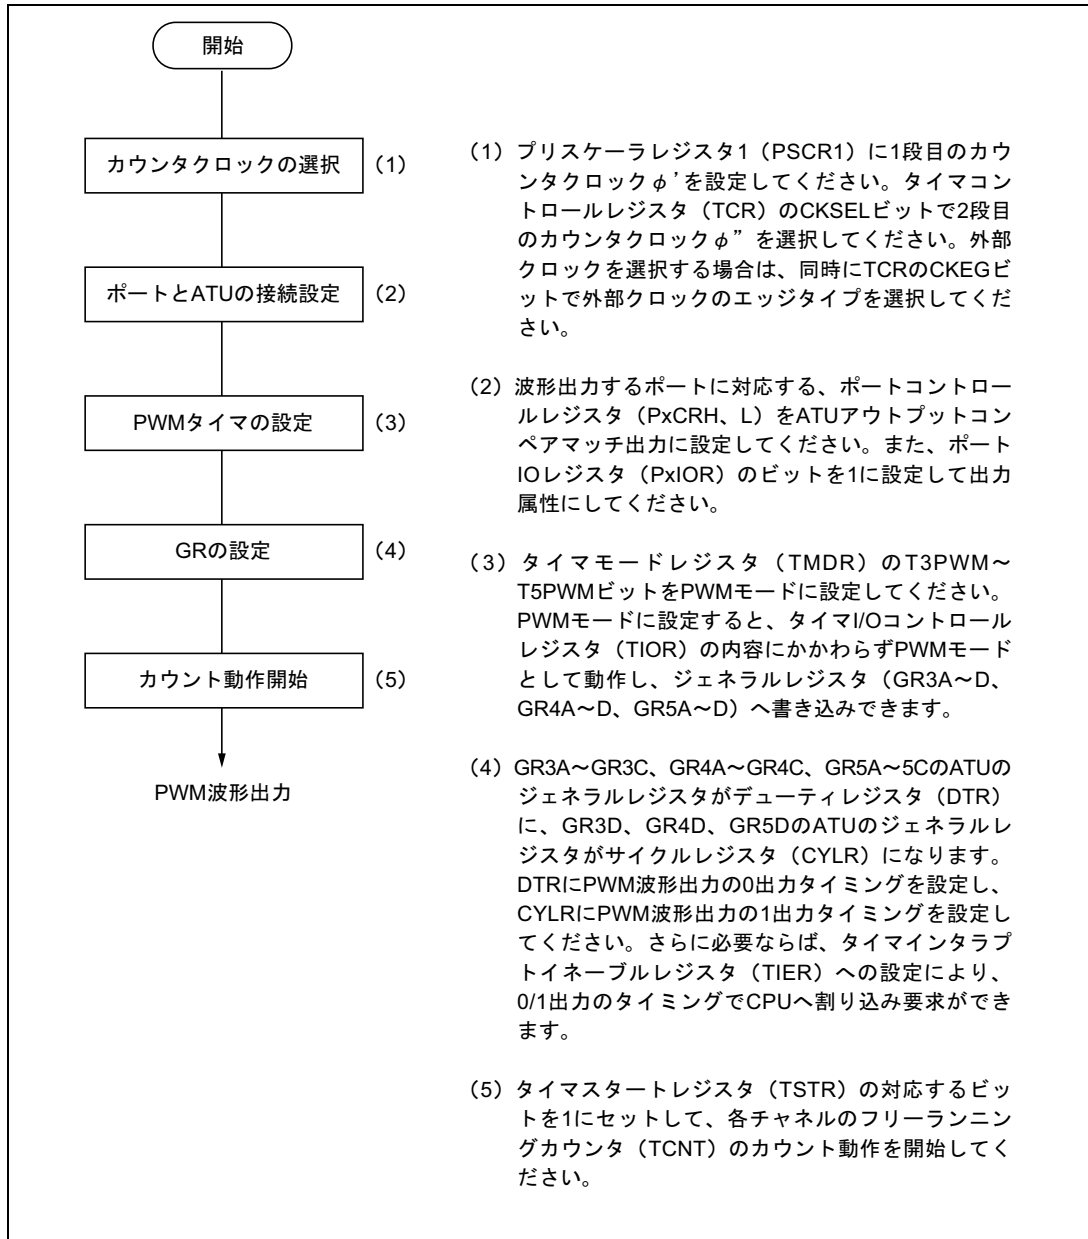 開始
カウンタクロックの選択 (1)
ポートとATUの接続設定 (2)
PWMタイマの設定 (3)
GRの設定 (4)
カウント動作開始 (5)
PWM波形出力
(1) プリスケーラレジスタ1(PSCR1)に1段目のカウ
ンタクロックφ'を設定してください。タイマコン
トロールレジスタ(TCR)のCKSELビットで2段目
のカウンタクロックφ”を選択してください。外部
クロックを選択する場合は、同時にTCRのCKEGビ
ットで外部クロックのエッジタイプを選択してくだ
さい。
(2) 波形出力するポートに対応する、ポートコントロー
ルレジスタ(PxCRH、L)をATUアウトプットコン
ペアマッチ出力に設定してください。また、ポート
IOレジスタ(PxIOR)のビットを1に設定して出力
属性にしてください。
(3) タイマモードレジスタ(TMDR)のT3PWM~
T5PWMビットをPWMモードに設定してください。
PWMモードに設定すると、タイマI/Oコントロール
レジスタ(TIOR)の内容にかかわらずPWMモード
として動作し、ジェネラルレジスタ(GR3A~D、
GR4A~D、GR5A~D)へ書き込みできます。
(4) GR3A~GR3C、GR4A~GR4C、GR5A~5CのATUの
ジェネラルレジスタがデューティレジスタ(DTR)
に、GR3D、GR4D、GR5DのATUのジェネラルレ
ジスタがサイクルレジスタ(CYLR)になります。
DTRにPWM波形出力の0出力タイミングを設定し、
CYLRにPWM波形出力の1出力タイミングを設定し
てください。さらに必要ならば、タイマインタラプ
トイネーブルレジスタ(TIER)への設定により、
0/1出力のタイミングでCPUへ割り込み要求ができ
ます。
(5) タイマスタートレジスタ(TSTR)の対応するビッ
トを1にセットして、各チャネルのフリーランニン
グカウンタ(TCNT)のカウント動作を開始してく
ださい。